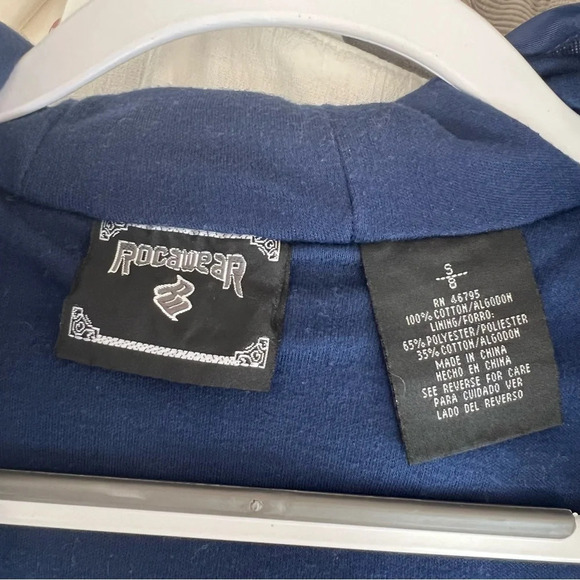 ROCAWEAR
S
8
RN 46795
100% COTTON/ALGODON
LINING/FORRO:
65% POLYESTER/POLIESTER
35% COTTON/ALGODON
MADE IN CHINA
HECHO EN CHINA
SEE REVERSE FOR CARE
PARA CUIDADO VER
LADO DEL REVERSO